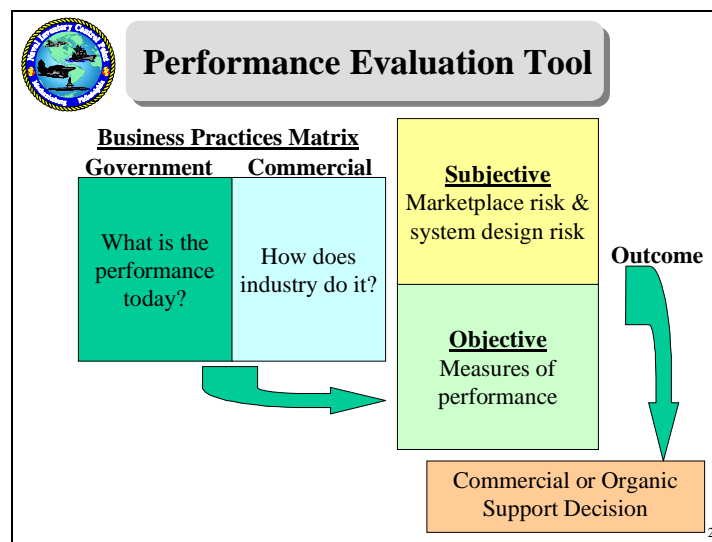 Performance Evaluation Tool
Business Practices Matrix
Government Commercial
What is the
performance
today?
How does
industry do it?
Subjective
Marketplace risk &
system design risk
Objective
Measures of
performance
Outcome
Commercial or Organic
Support Decision
2